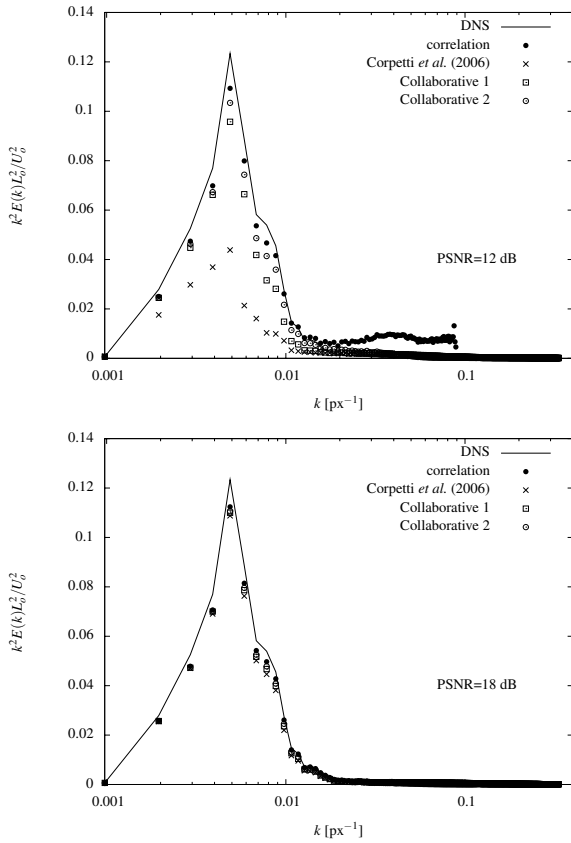 0.14
0.12
0.1
0.08
0.06
0.04
0.02
0
0.001
0.01
0.1
k²E(k)L²ₒ/U²ₒ
k [px⁻¹]
DNS
correlation
Corpetti et al. (2006)
Collaborative 1
Collaborative 2
PSNR=12 dB
0.14
0.12
0.1
0.08
0.06
0.04
0.02
0
0.001
0.01
0.1
k²E(k)L²ₒ/U²ₒ
k [px⁻¹]
DNS
correlation
Corpetti et al. (2006)
Collaborative 1
Collaborative 2
PSNR=18 dB